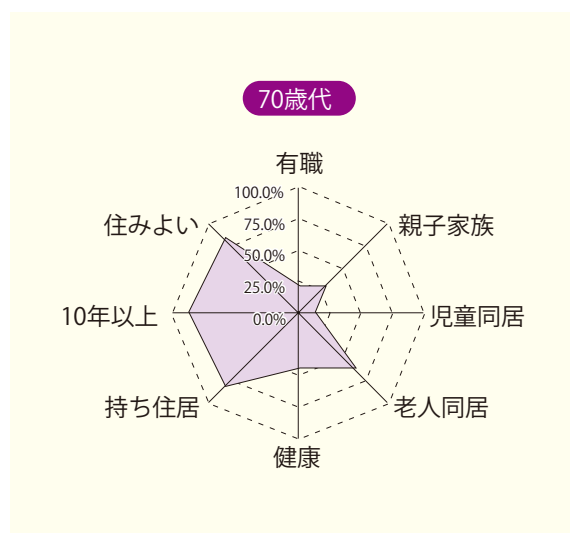 70歳代
有職
100.0%
住みよい
親子家族
75.0%
50.0%
25.0%
10年以上
0.0%
児童同居
持ち住居
老人同居
健康